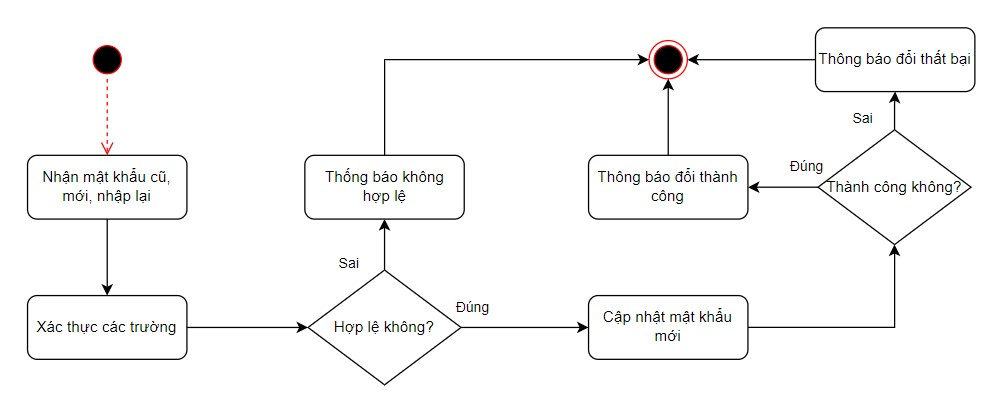 Thông báo đổi thất bại
Sai
Nhận mật khẩu cũ,
mới, nhập lại
Thống báo không
hợp lệ
Thông báo đổi thành
công
Đúng
Thành công không?
Sai
Đúng
Xác thực các trường
Hợp lệ không?
Cập nhật mật khẩu
mới